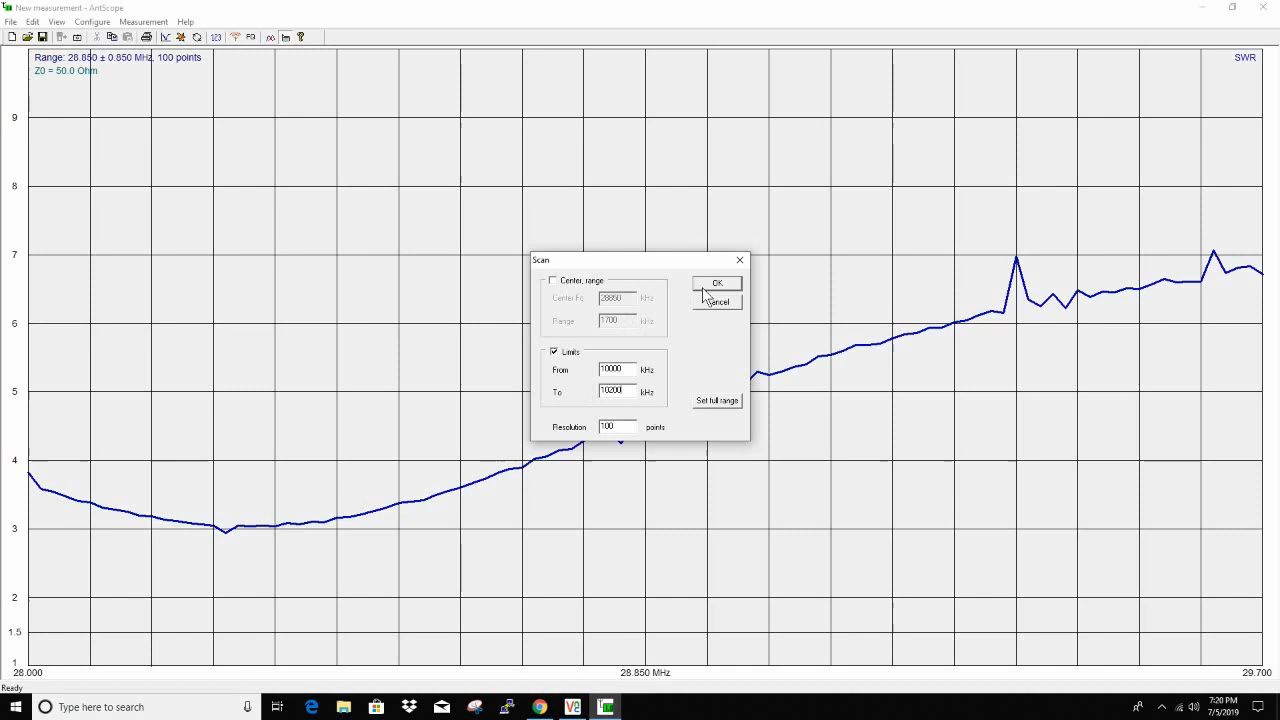 New measurement - AntScope
File Edit View Configure Measurement Help
Range: 28.850 ± 0.850 MHz, 100 points
Z0 = 50.0 Ohm
SWR
9
8
7
6
5
4
3
2
1.5
1
28.000 28.850 MHz 29.700
Scan
Center, range
Center Fq 28850 kHz
Range 1700 kHz
Limits
From 10000 kHz
To 10200 kHz
Resolution 100 points
OK
Set full range
Ready
Type here to search
7:20 PM
7/5/2019